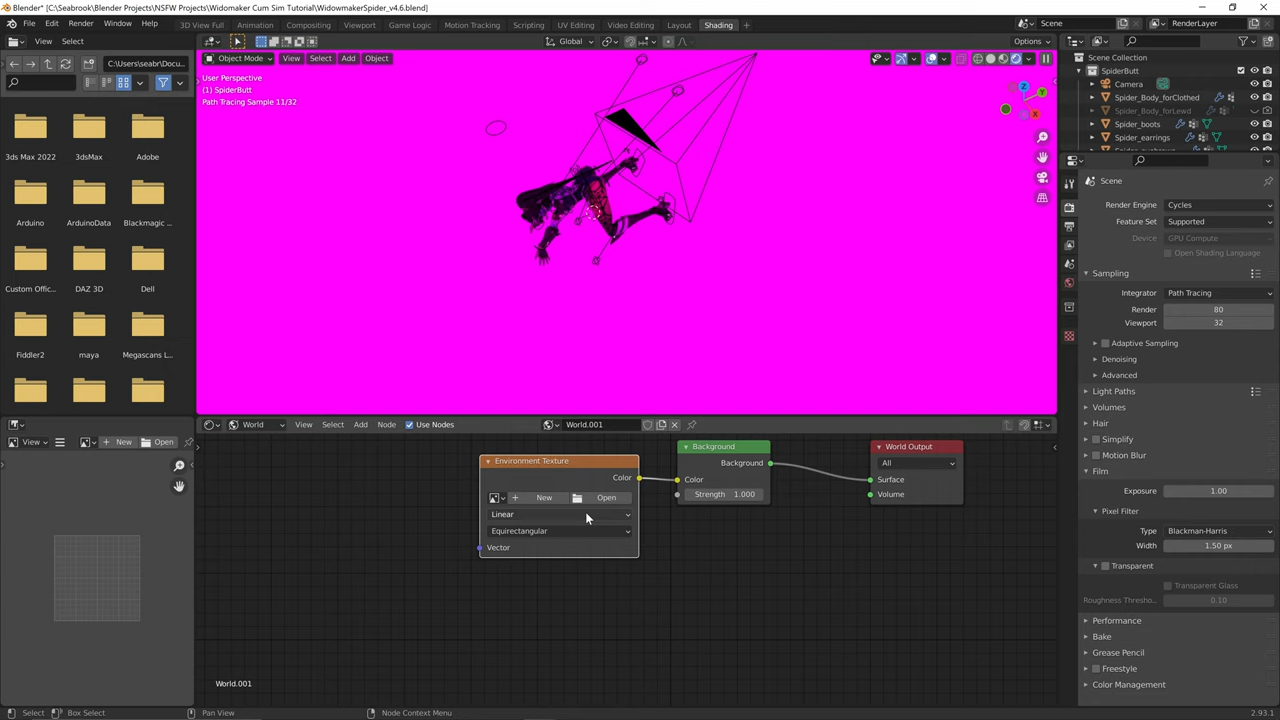 Blender* [C:\Seabrook\Blender Projects\NSFW Projects\Widomaker Cum Sim Tutorial\WidowmakerSpider_v4.6.blend]
File Edit Render Window Help 3D View Full Animation Compositing Game Logic Motion Tracking Scripting UV Editing Video Editing Layout Shading + Scene RenderLayer
View Select Global Options
C:\Users\seabr\Docu...
Object Mode View Select Add Object
User Perspective
(1) SpiderButt
Path Tracing Sample 11/32
3ds Max 2022 3dsMax Adobe
Arduino ArduinoData Blackmagic ...
Custom Offic... DAZ 3D Dell
Fiddler2 maya Megascans L...
Scene Collection
SpiderButt
Camera
Spider_Body_forClothed
Spider_Body_forLewd
Spider_boots
Spider_earrings
Scene
Render Engine Cycles
Feature Set Supported
Device GPU Compute
Open Shading Language
Sampling
Integrator Path Tracing
Render 80
Viewport 32
Adaptive Sampling
Denoising
Advanced
Light Paths
Volumes
Hair
Simplify
Motion Blur
Film
Exposure 1.00
Pixel Filter
Type Blackman-Harris
Width 1.50 px
Transparent
Transparent Glass
Roughness Thresho... 0.10
Performance
Bake
Grease Pencil
Freestyle
Color Management
View + New Open
World View Select Add Node Use Nodes World.001
Environment Texture
Color
+ New Open
Linear
Equirectangular
Vector
Background
Background
Color
Strength 1.000
World Output
All
Surface
Volume
World.001
Select Box Select Pan View Node Context Menu 2.93.1